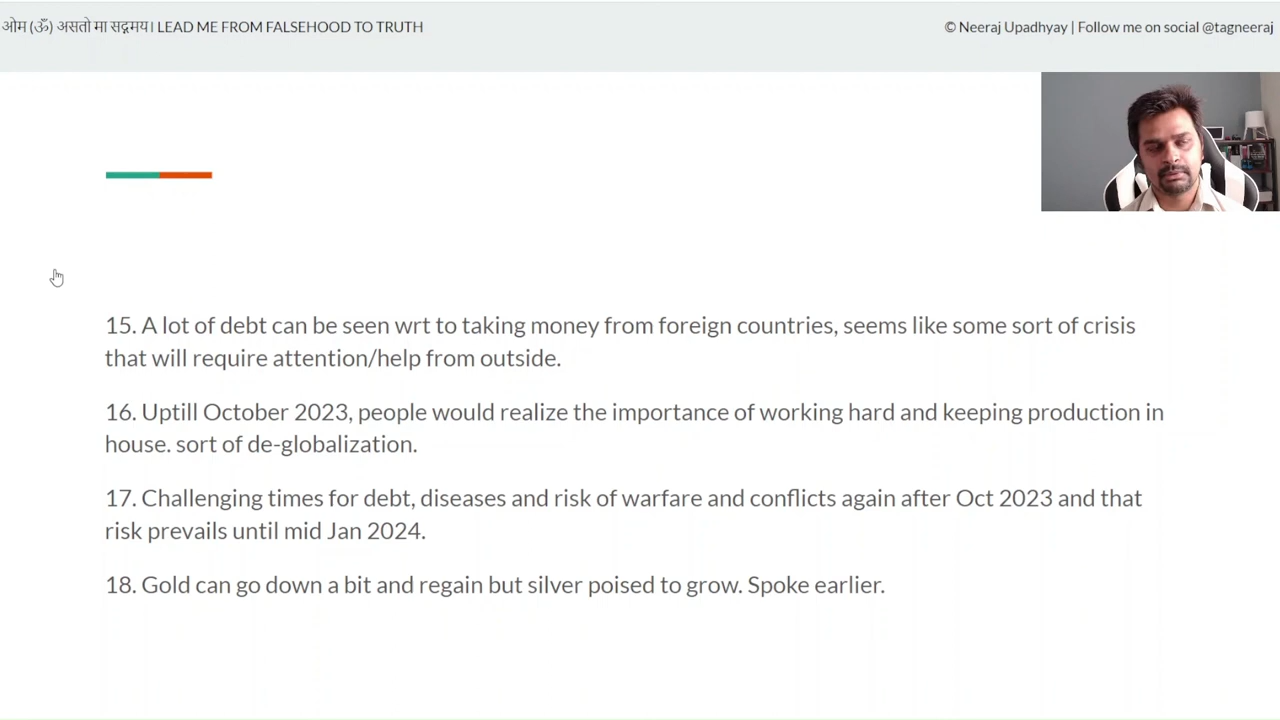 ओम (ॐ) असतो मा सद्गमय। LEAD ME FROM FALSEHOOD TO TRUTH
© Neeraj Upadhyay | Follow me on social @tagneeraj
15. A lot of debt can be seen wrt to taking money from foreign countries, seems like some sort of crisis
that will require attention/help from outside.
16. Uptill October 2023, people would realize the importance of working hard and keeping production in
house. sort of de-globalization.
17. Challenging times for debt, diseases and risk of warfare and conflicts again after Oct 2023 and that
risk prevails until mid Jan 2024.
18. Gold can go down a bit and regain but silver poised to grow. Spoke earlier.